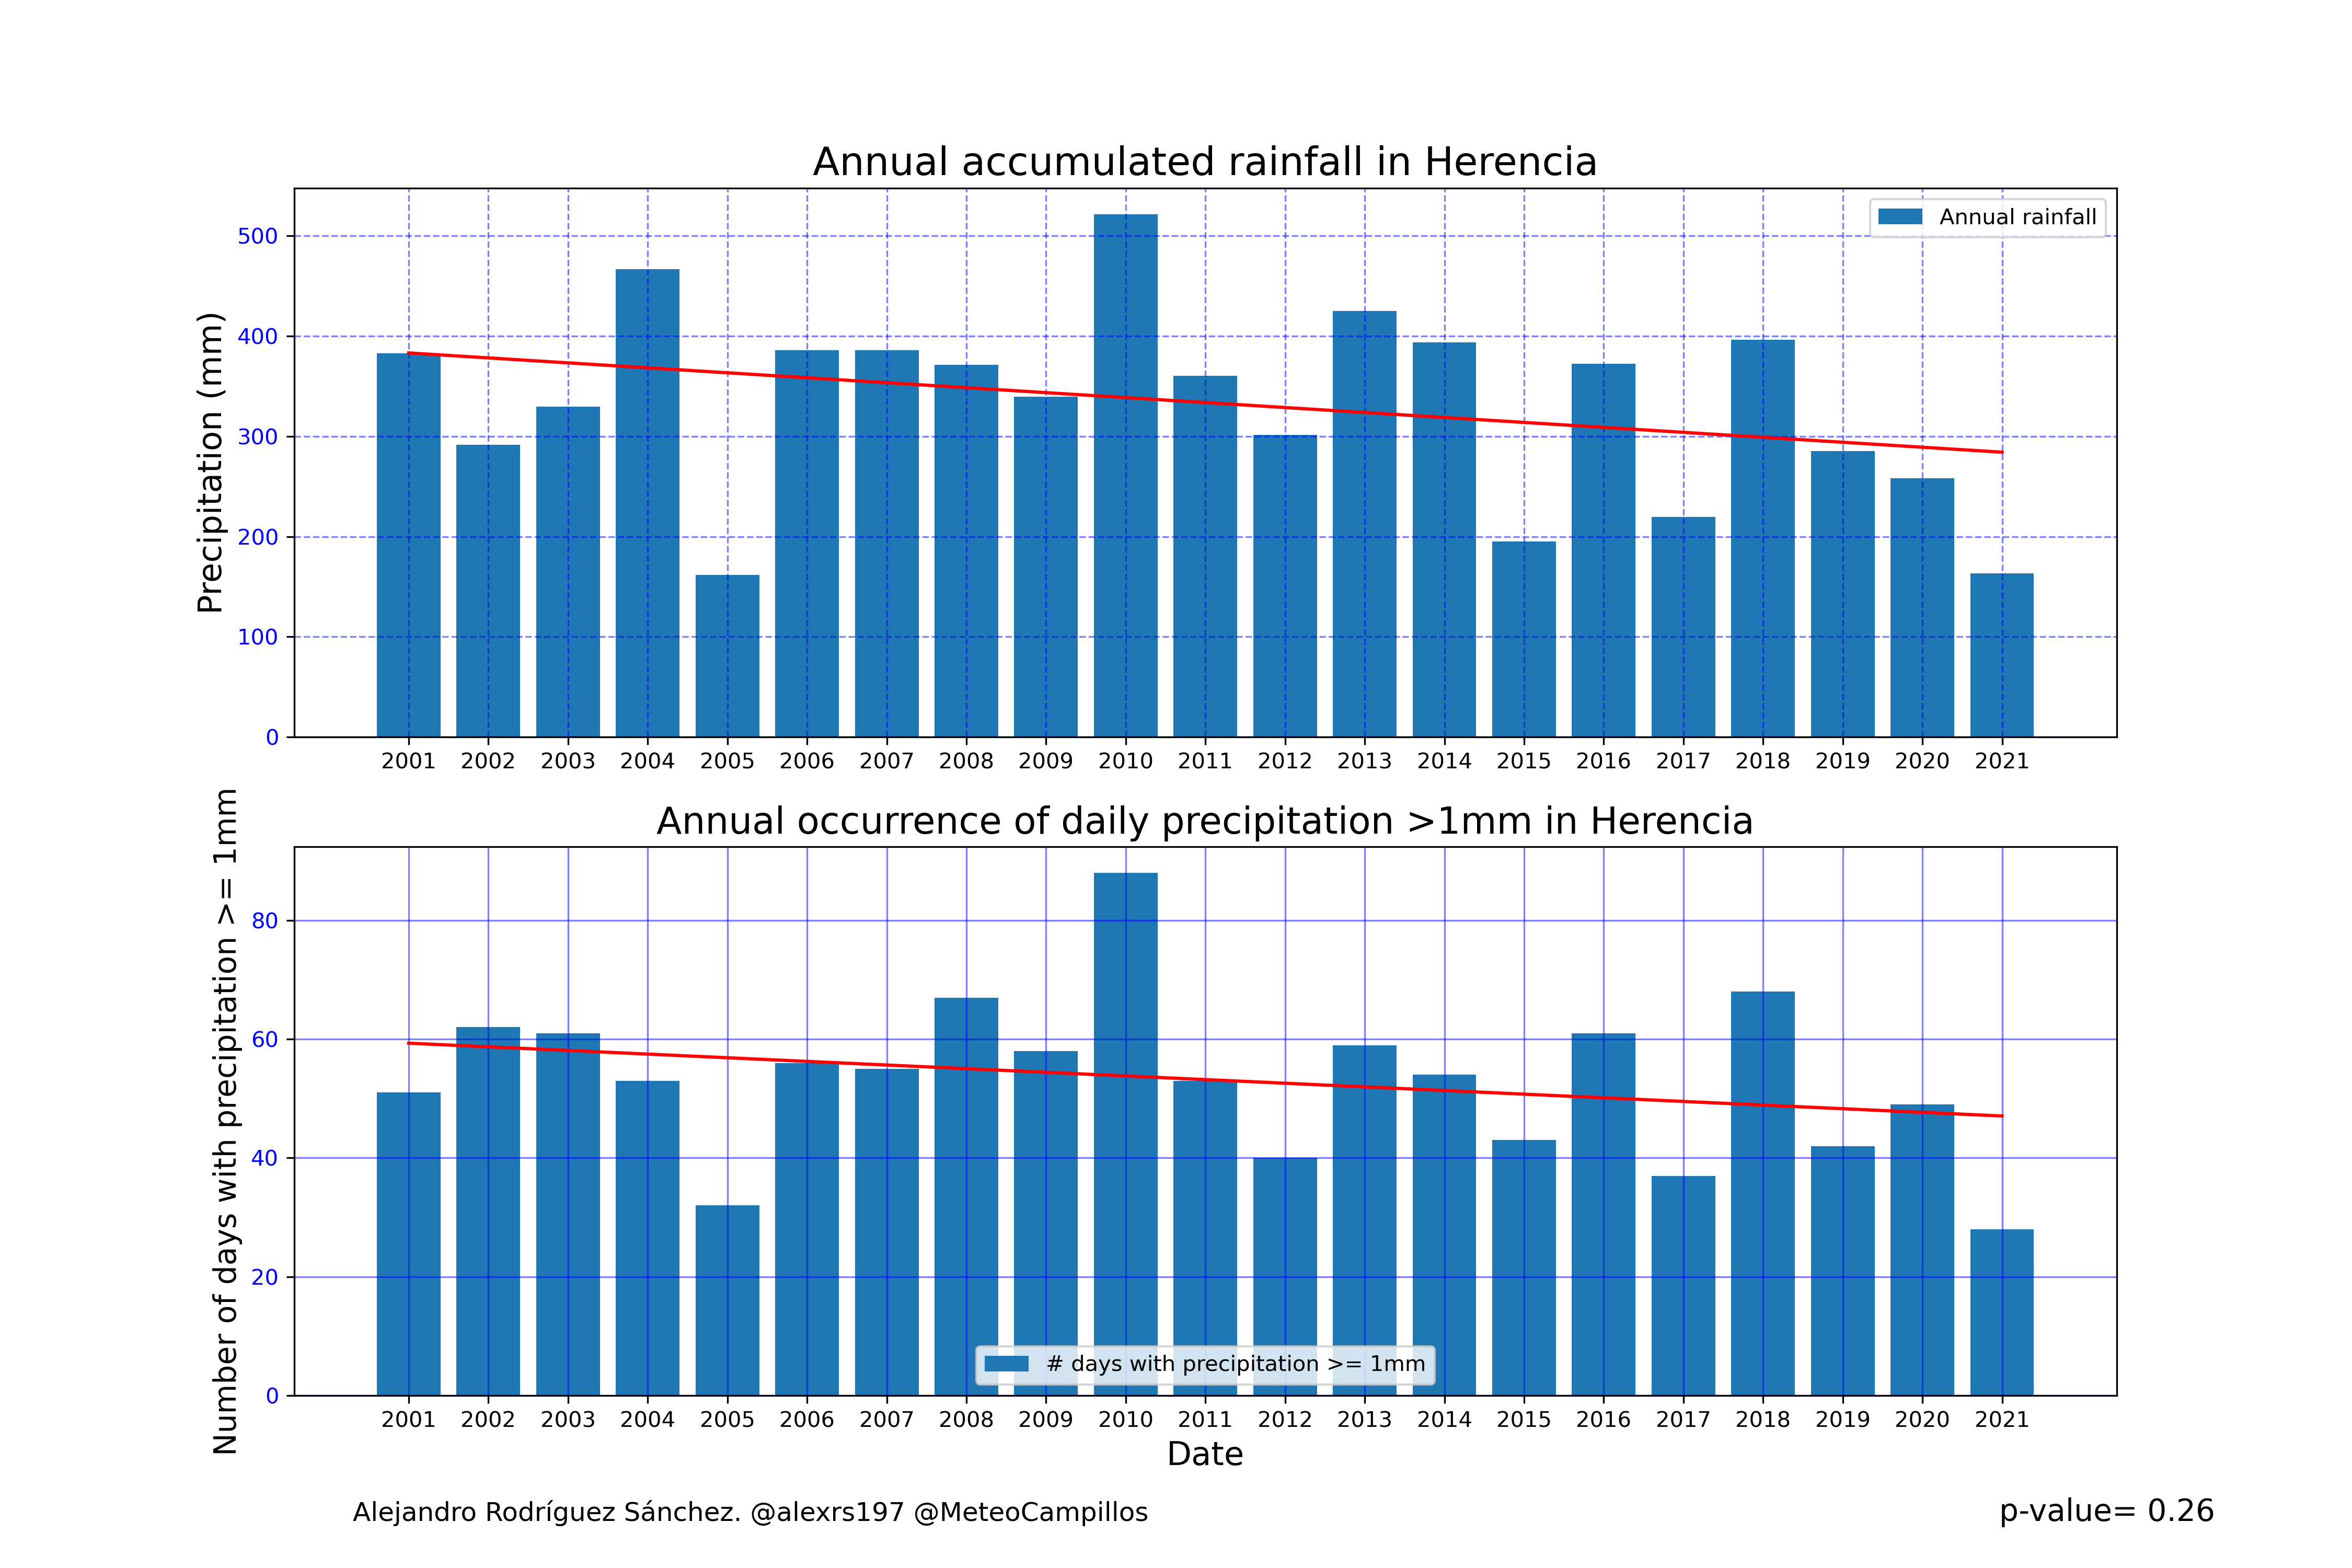 Annual accumulated rainfall in Herencia
Precipitation (mm)
500
400
300
200
100
0
Annual rainfall
2001 2002 2003 2004 2005 2006 2007 2008 2009 2010 2011 2012 2013 2014 2015 2016 2017 2018 2019 2020 2021
Annual occurrence of daily precipitation >1mm in Herencia
Number of days with precipitation >= 1mm
80
60
40
20
0
# days with precipitation >= 1mm
2001 2002 2003 2004 2005 2006 2007 2008 2009 2010 2011 2012 2013 2014 2015 2016 2017 2018 2019 2020 2021
Date
Alejandro Rodríguez Sánchez. @alexrs197 @MeteoCampillos
p-value= 0.26